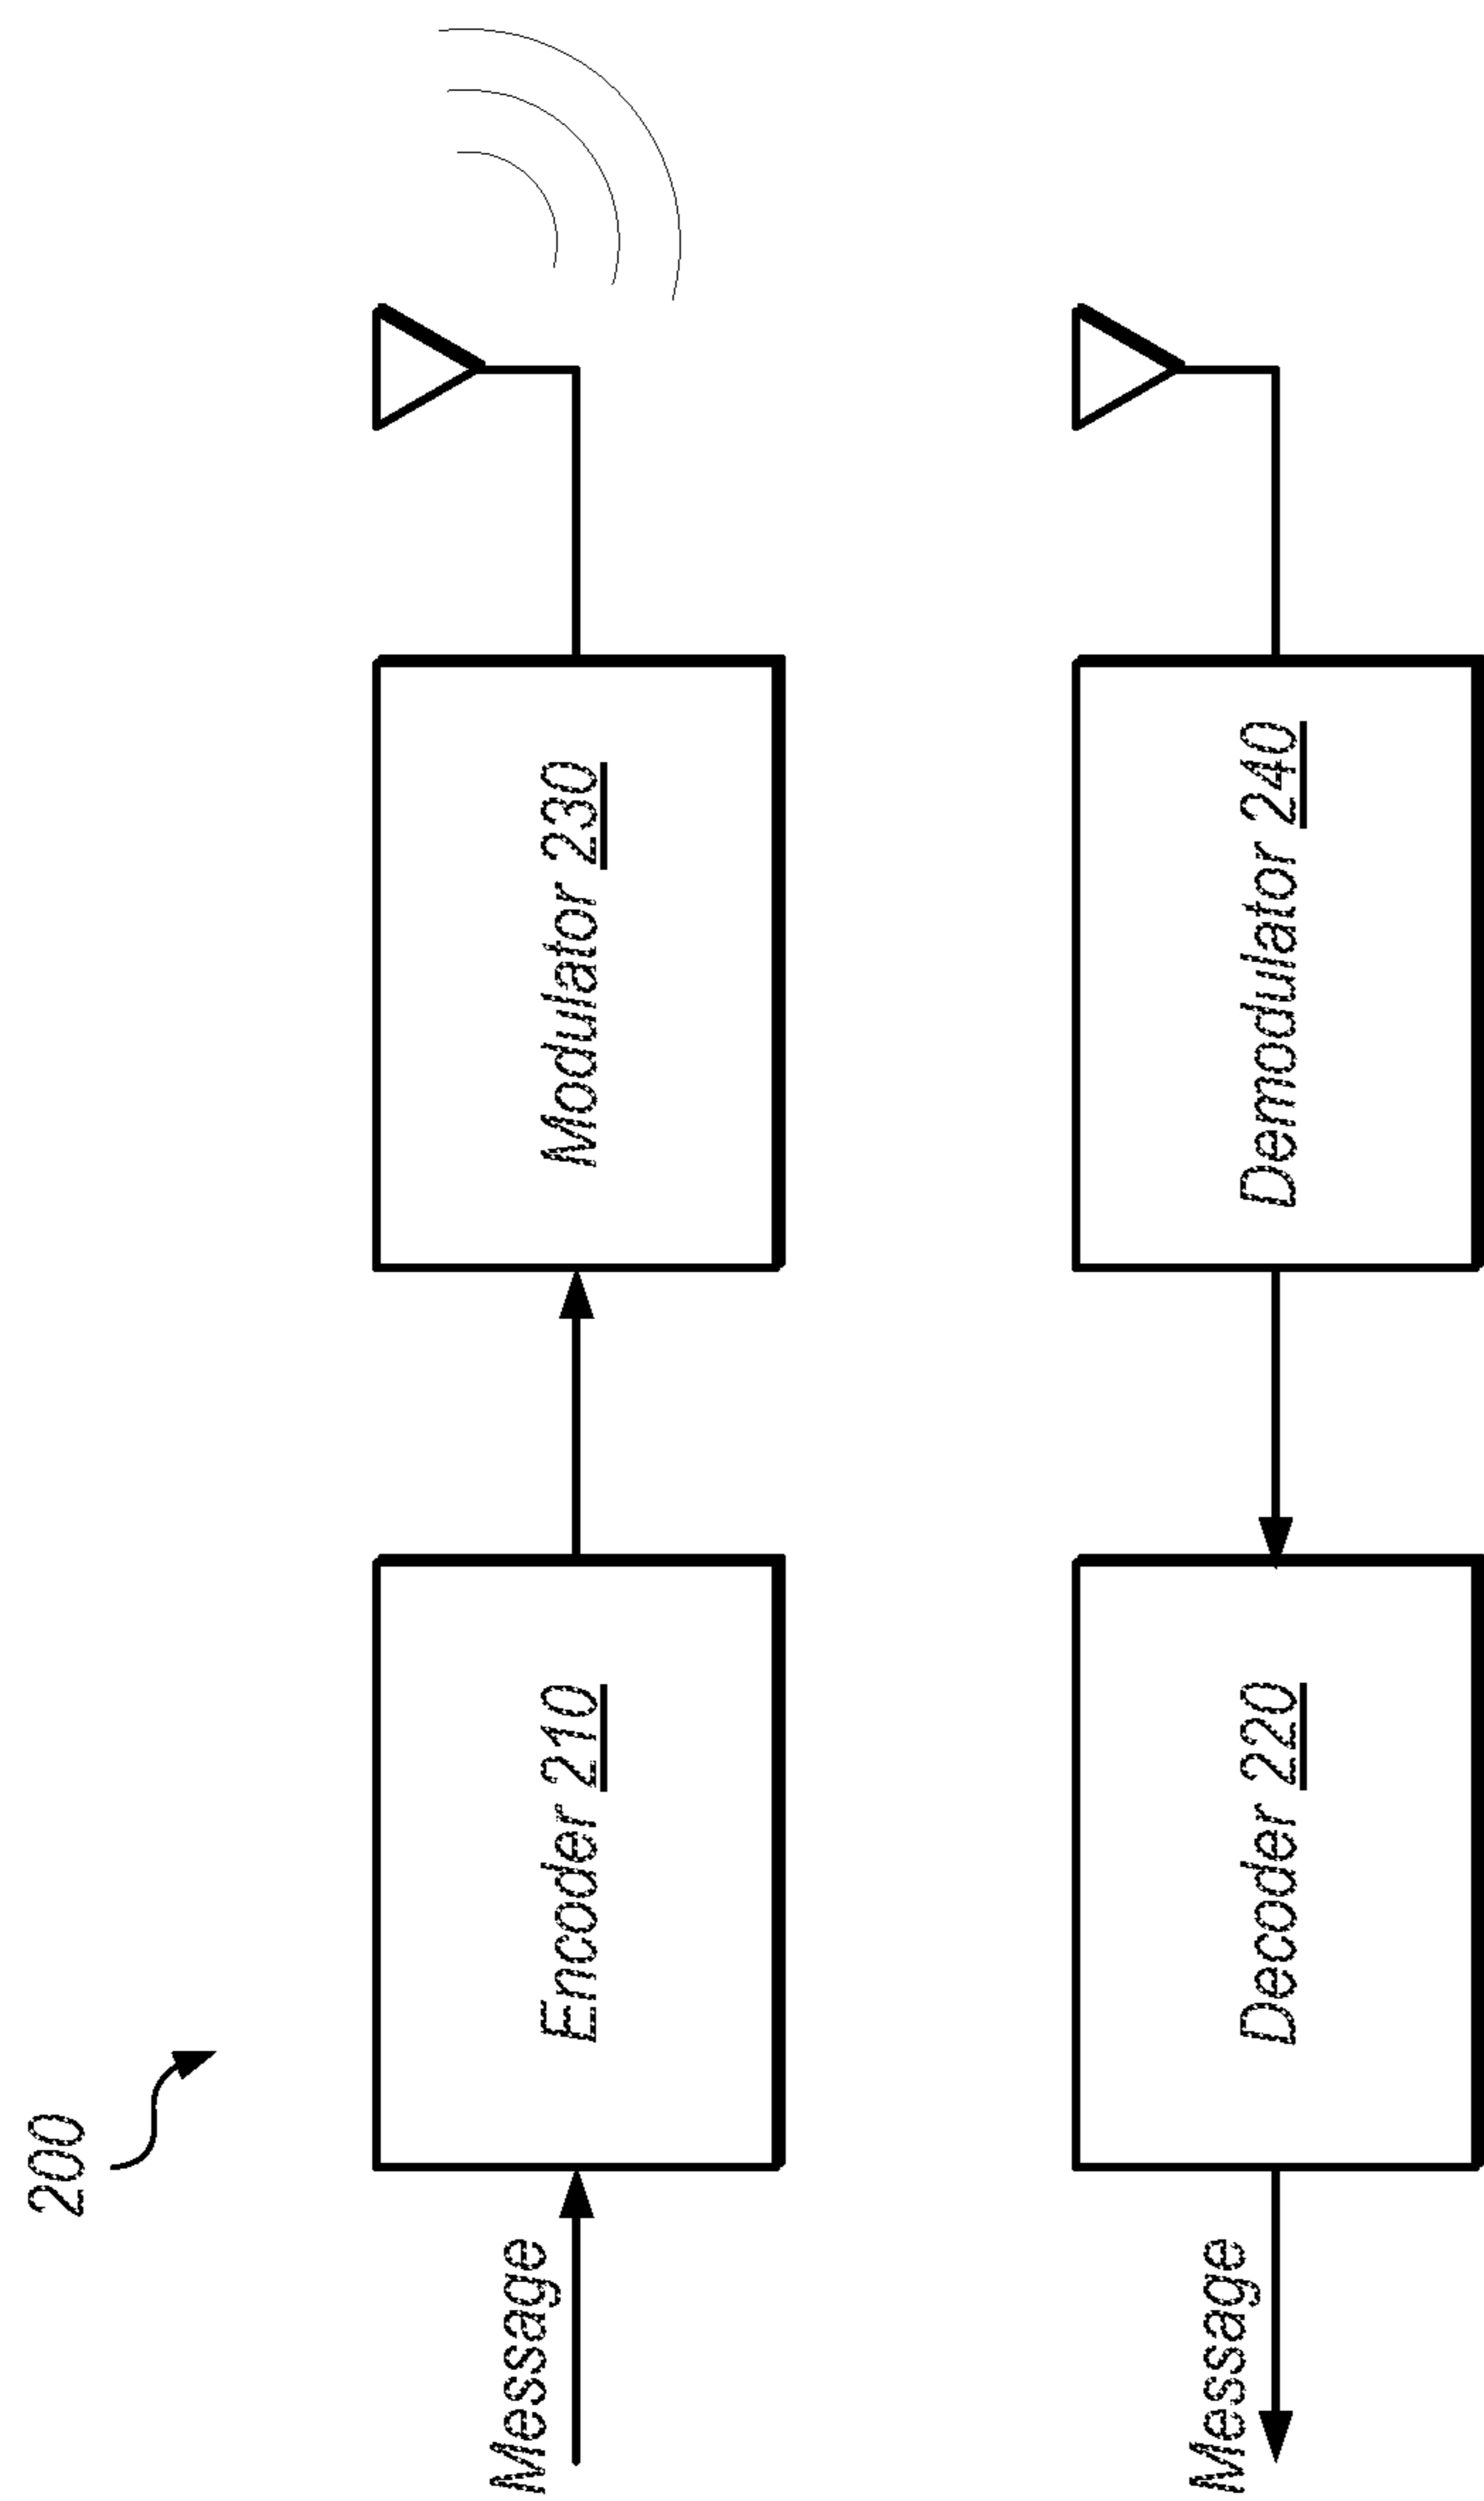 200
Message
Encoder 210
Modulator 230
Message
Decoder 220
Demodulator 240